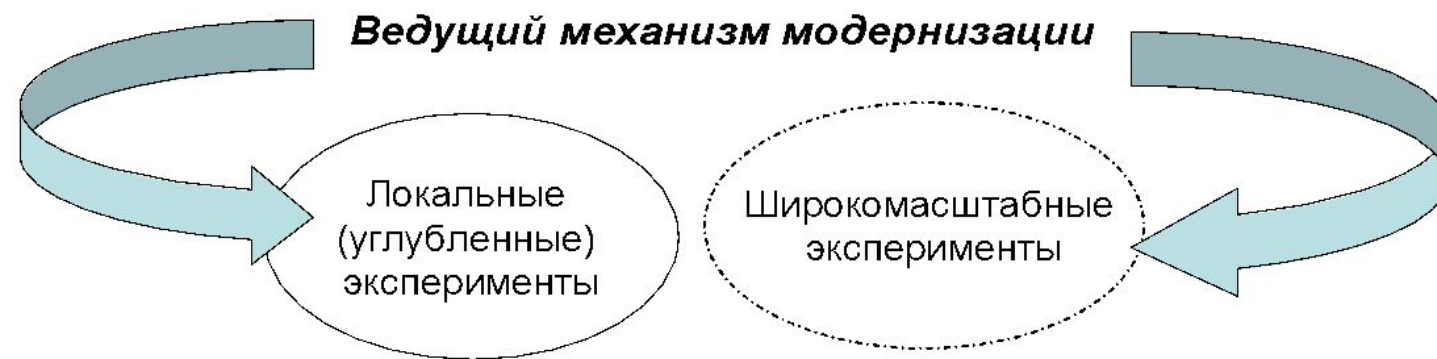 Ведущий механизм модернизации
Локальные
(углубленные)
эксперименты
Широкомасштабные
эксперименты